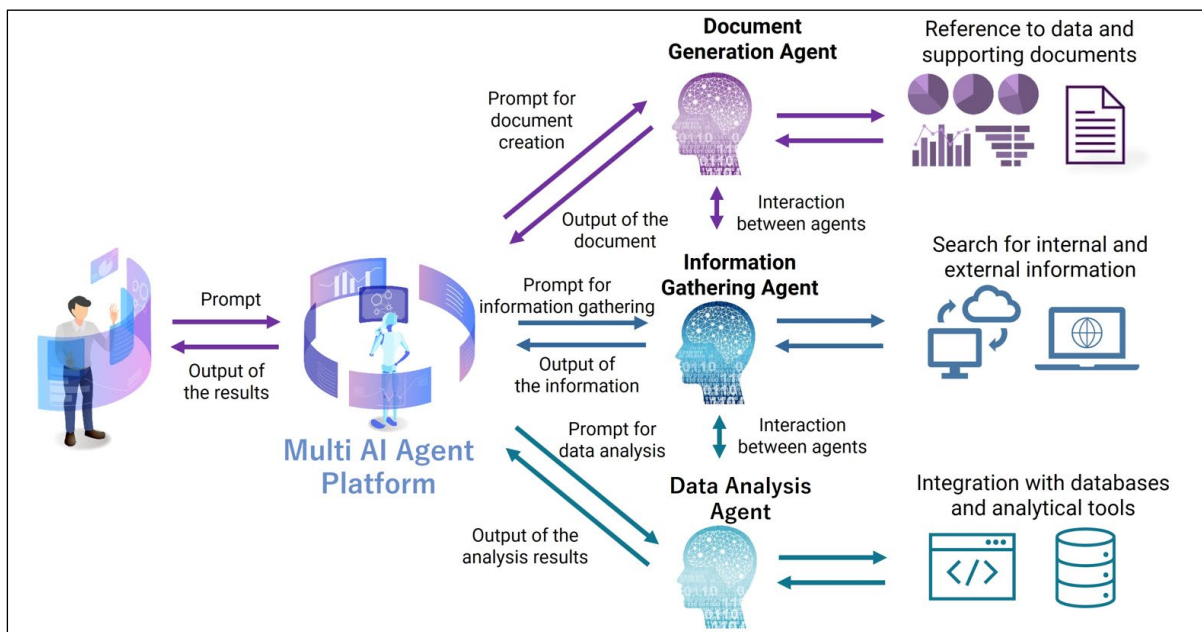 Document
Generation Agent
Reference to data and
supporting documents
Prompt for
document
creation
Output of the
document
Interaction
between agents
Prompt
Output of
the results
Multi AI Agent
Platform
Prompt for
information gathering
Output of
the information
Information
Gathering Agent
Search for internal and
external information
Prompt for
data analysis
Output of the
analysis results
Interaction
between agents
Data Analysis
Agent
Integration with databases
and analytical tools